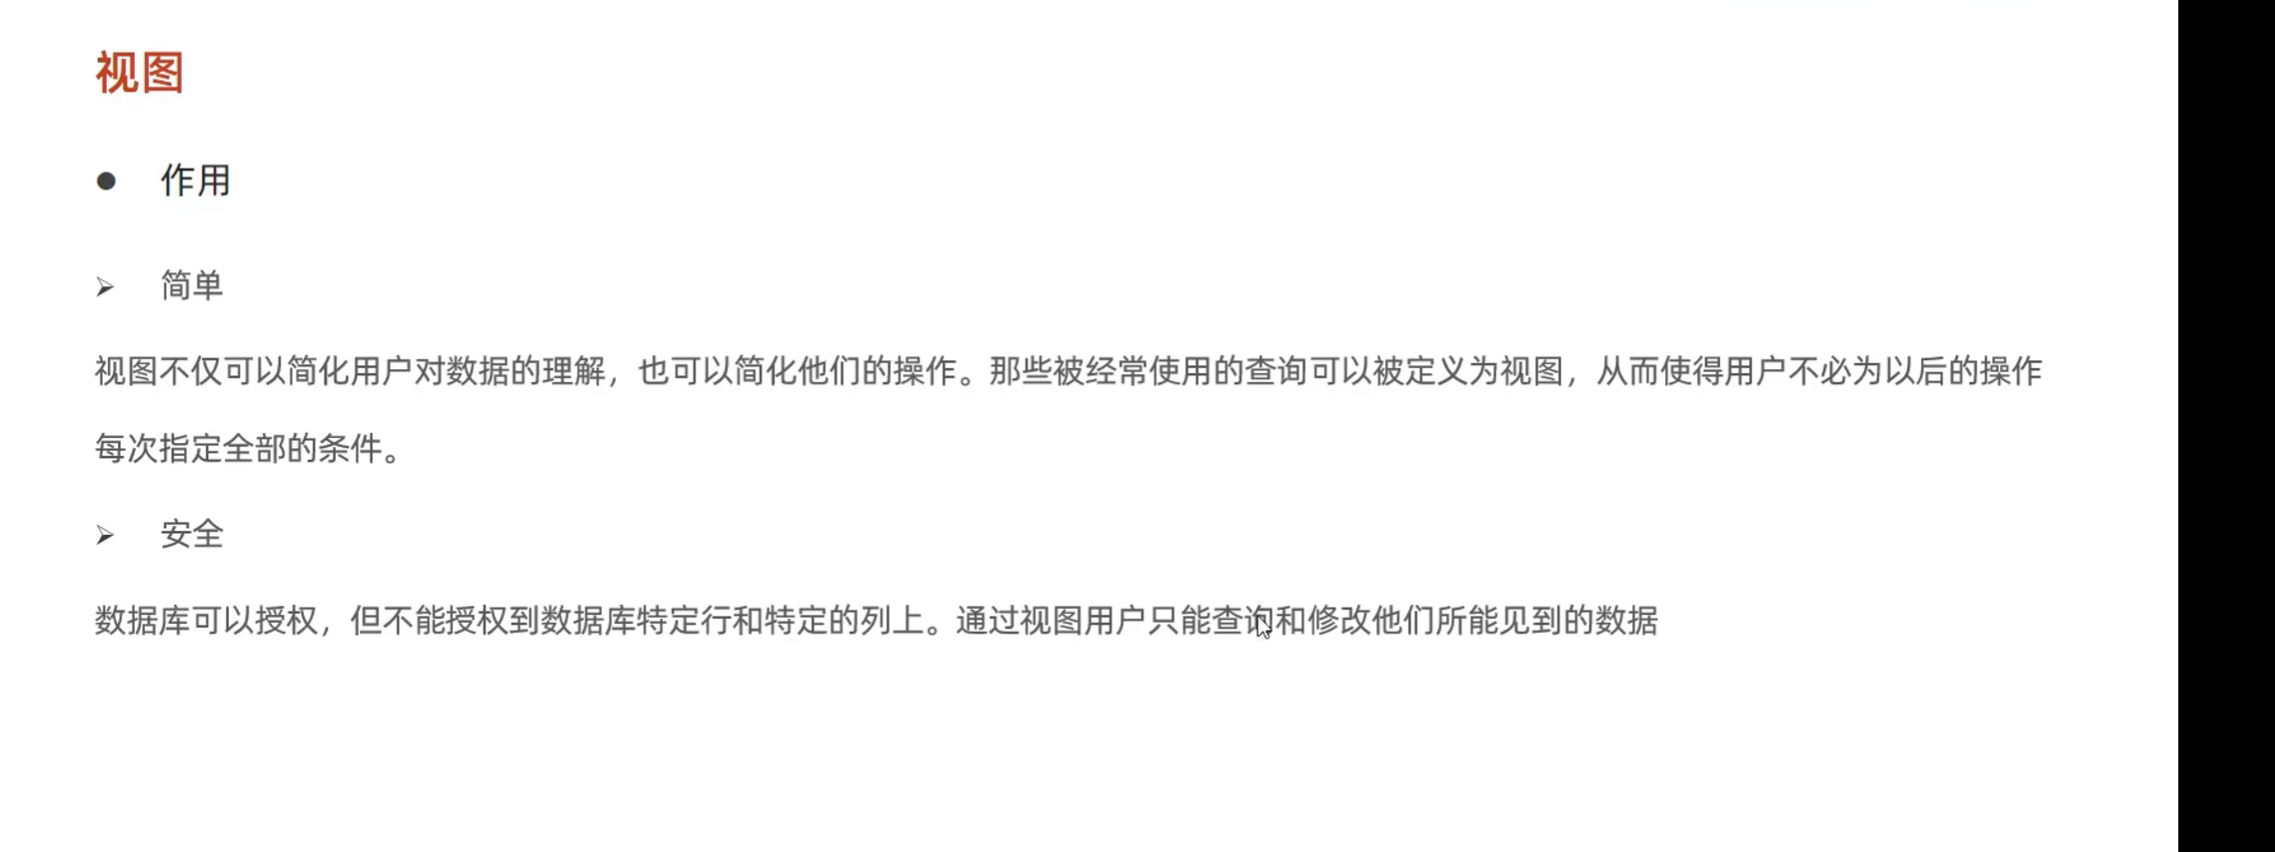 视图
● 作用
➢ 简单
视图不仅可以简化用户对数据的理解，也可以简化他们的操作。那些被经常使用的查询可以被定义为视图，从而使得用户不必为以后的操作
每次指定全部的条件。
➢ 安全
数据库可以授权，但不能授权到数据库特定行和特定的列上。通过视图用户只能查询和修改他们所能见到的数据